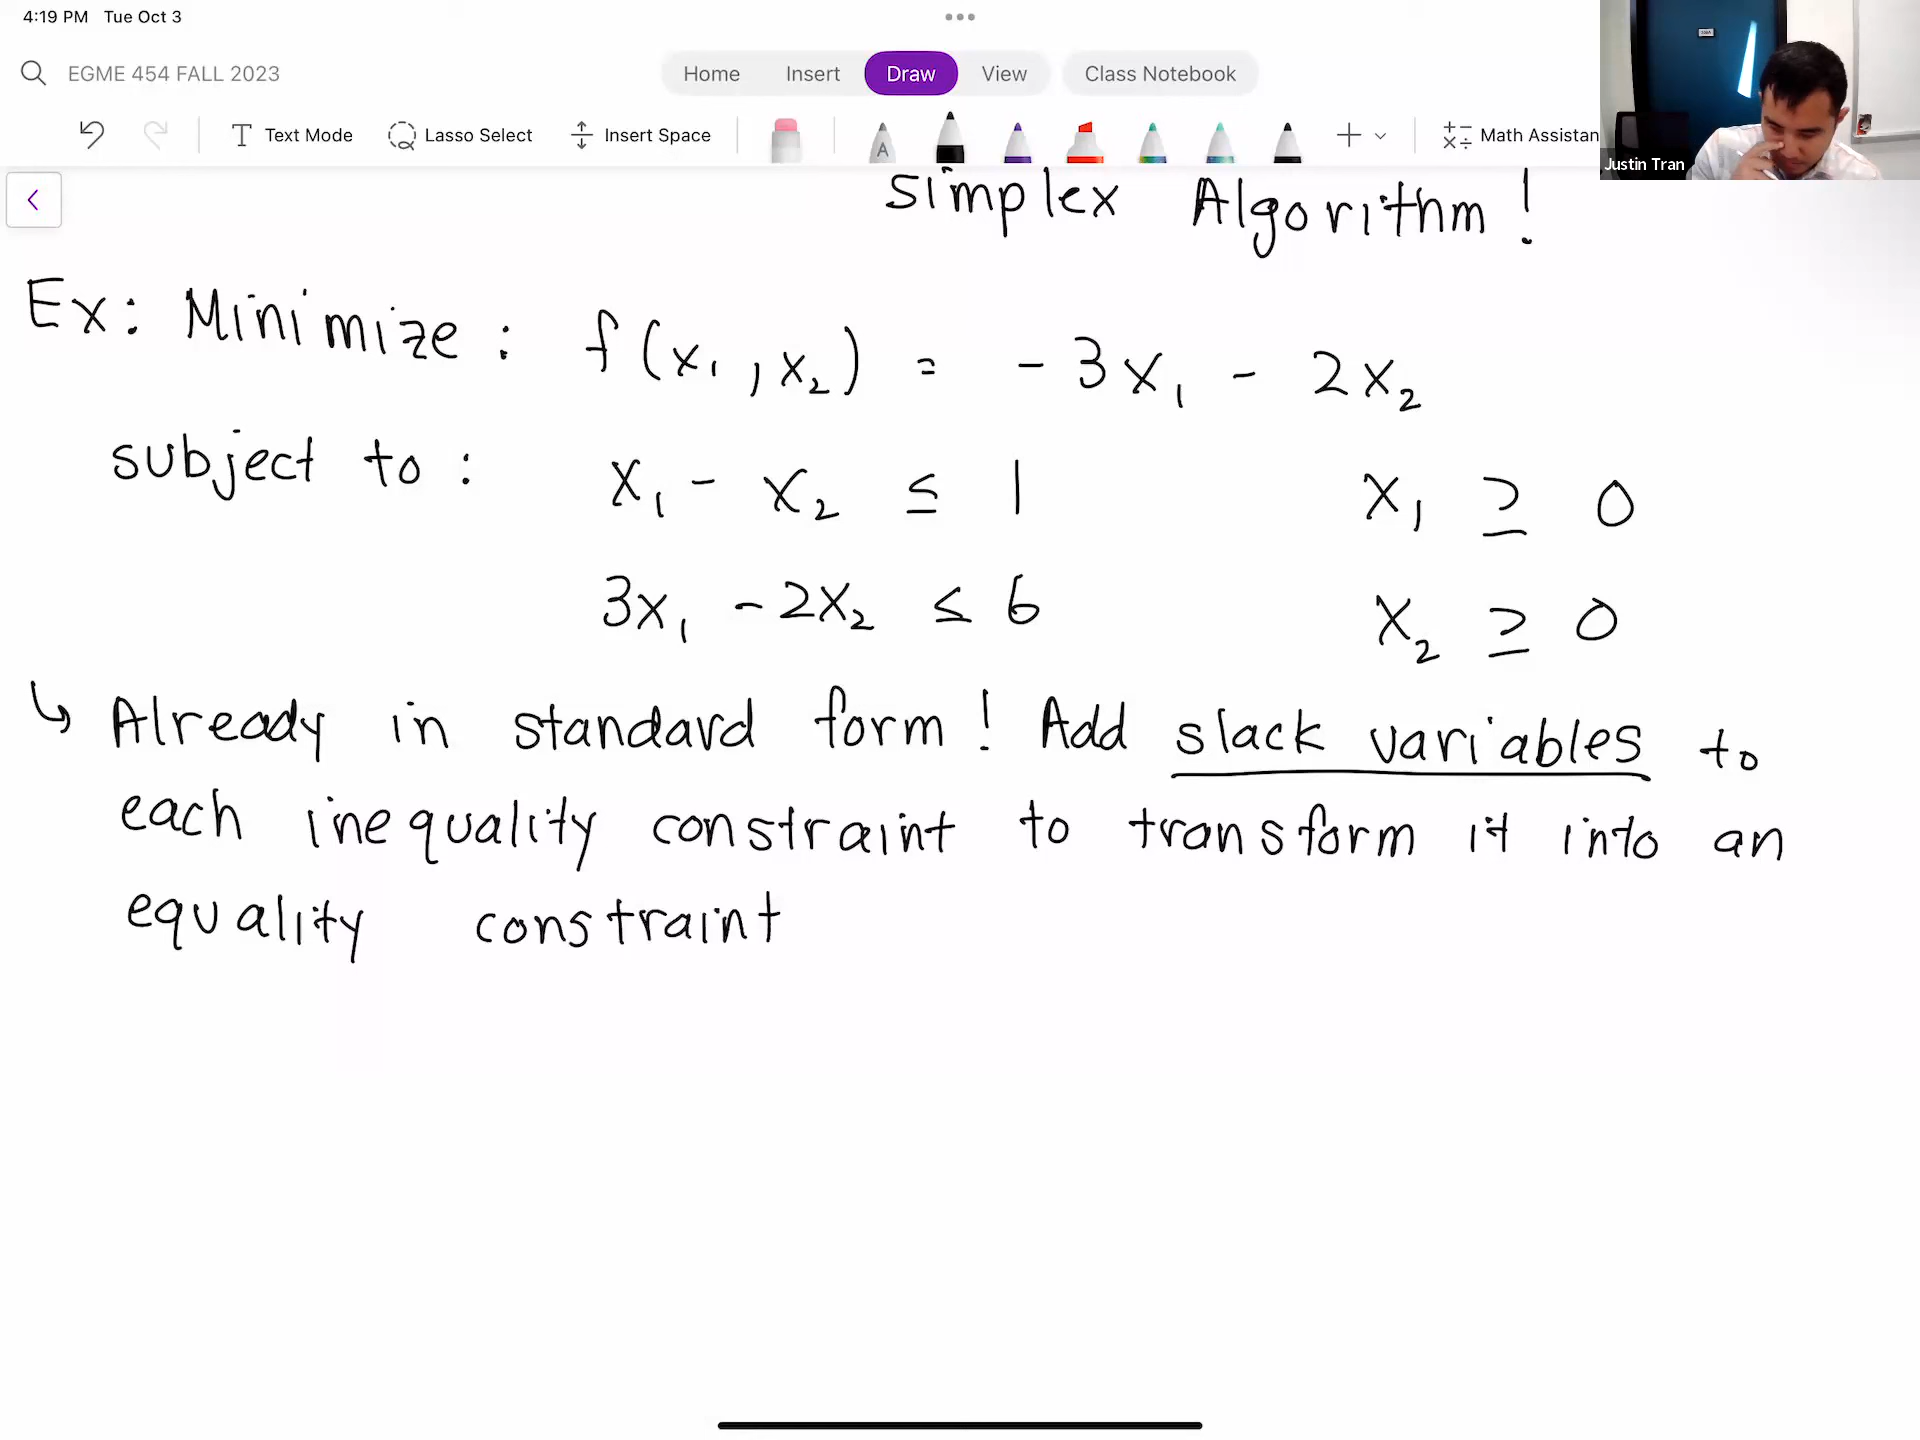 4:19 PM Tue Oct 3
EGME 454 FALL 2023
Home Insert Draw View Class Notebook
Text Mode Lasso Select Insert Space A Math Assistan
Justin Tran
Simplex Algorithm!
Ex: Minimize: f(x₁,x₂) = -3x₁ - 2x₂
subject to: x₁ - x₂ ≤ 1 x₁ ≥ 0
3x₁ - 2x₂ ≤ 6 x₂ ≥ 0
↳ Already in standard form! Add slack variables to
each inequality constraint to transform it into an
equality constraint